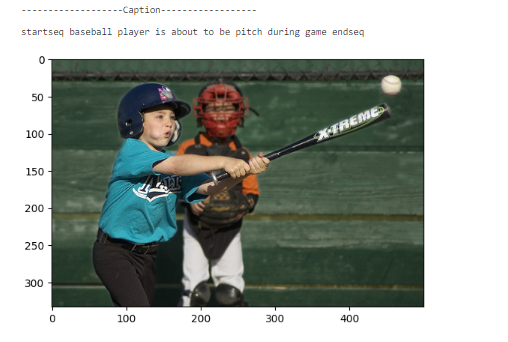 -------------------Caption------------------
startseq baseball player is about to be pitch during game endseq
0
50
100
150
200
250
300
X-TREME
0 100 200 300 400